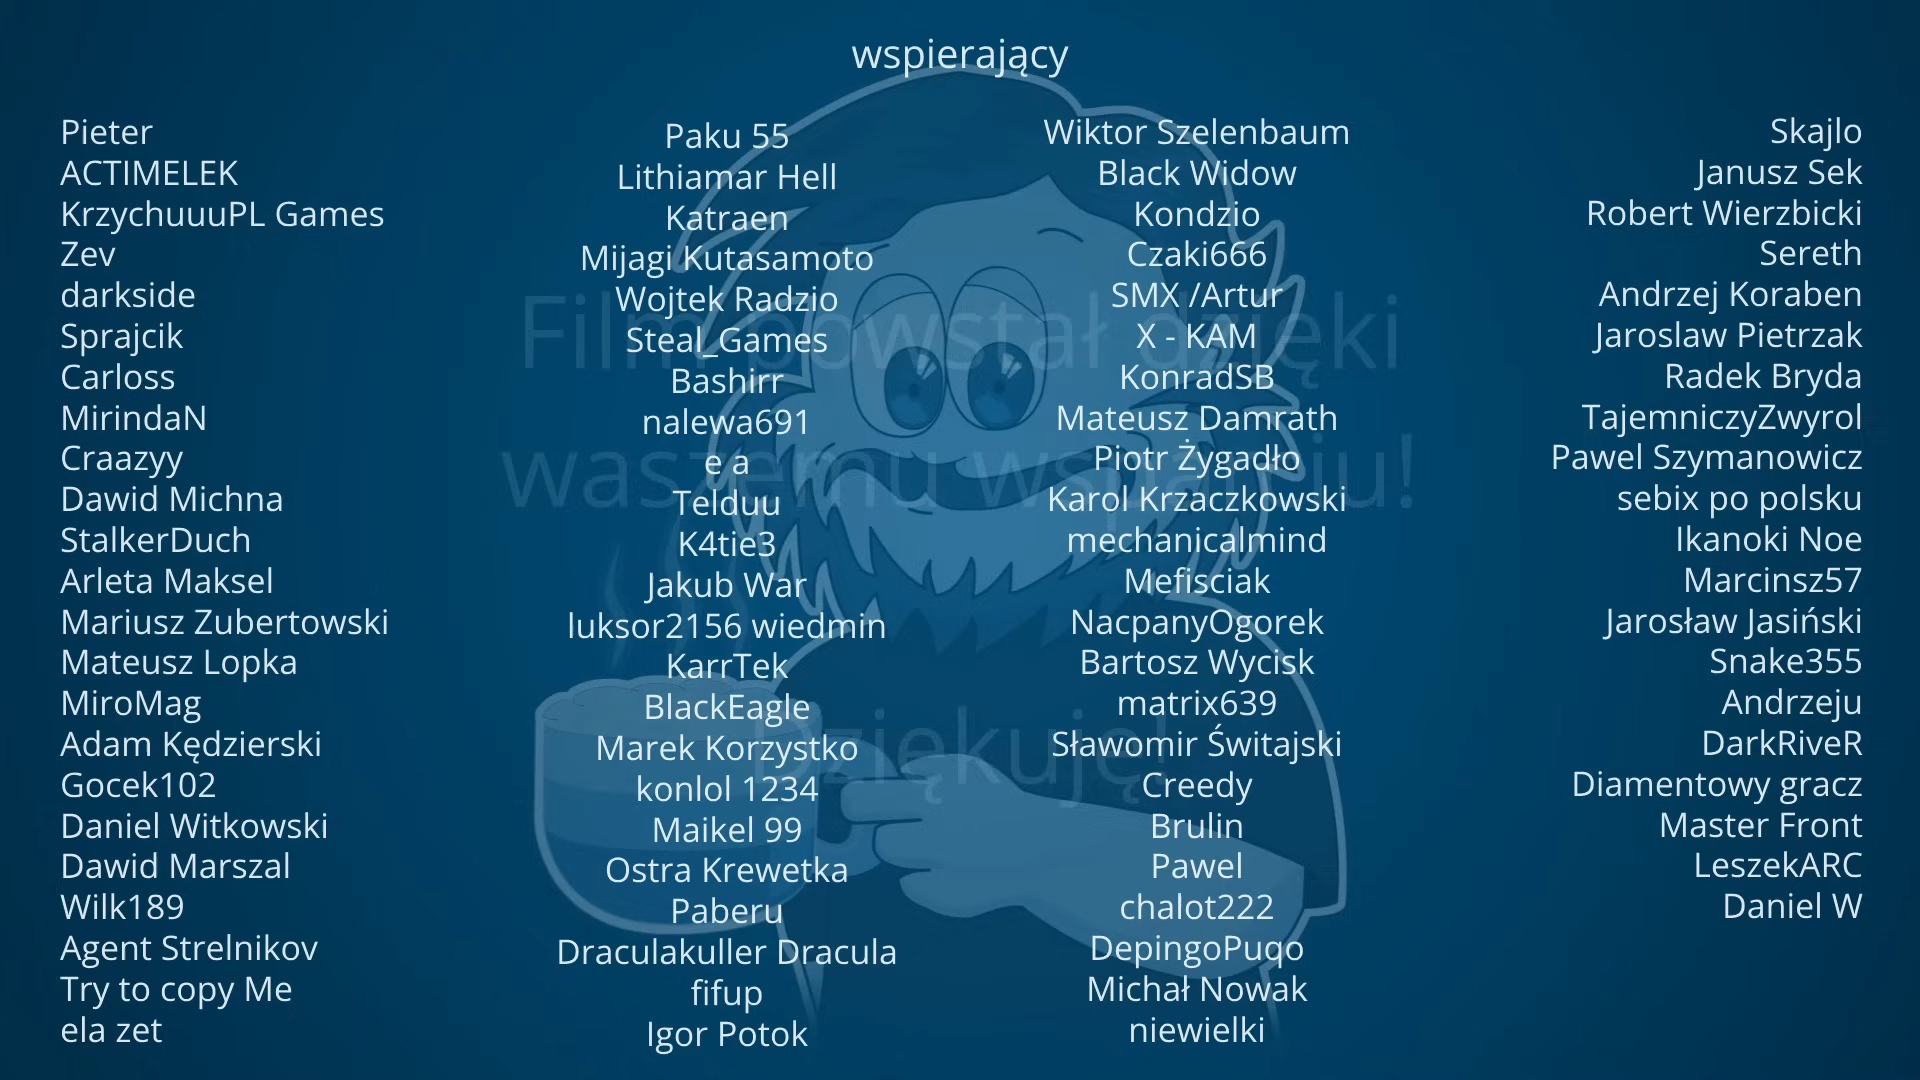 wspierający
Pieter
ACTIMELEK
KrzychuuuPL Games
Zev
darkside
Sprajcik
Carloss
MirindaN
Craazyy
Dawid Michna
StalkerDuch
Arleta Maksel
Mariusz Zubertowski
Mateusz Lopka
MiroMag
Adam Kędzierski
Gocek102
Daniel Witkowski
Dawid Marszal
Wilk189
Agent Strelnikov
Try to copy Me
ela zet
Paku 55
Lithiamar Hell
Katraen
Mijagi Kutasamoto
Wojtek Radzio
Steal_Games
Bashirr
nalewa691
e a
Telduu
K4tie3
Jakub War
luksor2156 wiedmin
KarrTek
BlackEagle
Marek Korzystko
konlol 1234
Maikel 99
Ostra Krewetka
Paberu
Draculakuller Dracula
fifup
Igor Potok
Wiktor Szelenbaum
Black Widow
Kondzio
Czaki666
SMX /Artur
X - KAM
KonradSB
Mateusz Damrath
Piotr Żygadło
Karol Krzaczkowski
mechanicalmind
Mefisciak
NacpanyOgorek
Bartosz Wycisk
matrix639
Sławomir Świtajski
Creedy
Brulin
Pawel
chalot222
DepingoPuqo
Michał Nowak
niewielki
Skajlo
Janusz Sek
Robert Wierzbicki
Sereth
Andrzej Koraben
Jaroslaw Pietrzak
Radek Bryda
TajemniczyZwyrol
Pawel Szymanowicz
sebix po polsku
Ikanoki Noe
Marcinsz57
Jarosław Jasiński
Snake355
Andrzeju
DarkRiveR
Diamentowy gracz
Master Front
LeszekARC
Daniel W
Film powstał dzięki
waszemu
Dziękuję!